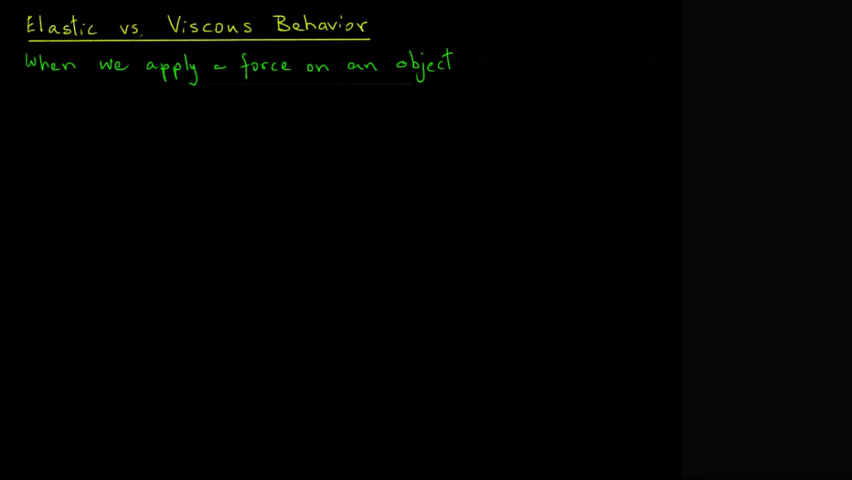 Elastic vs. Viscous Behavior
When we apply a force on an object